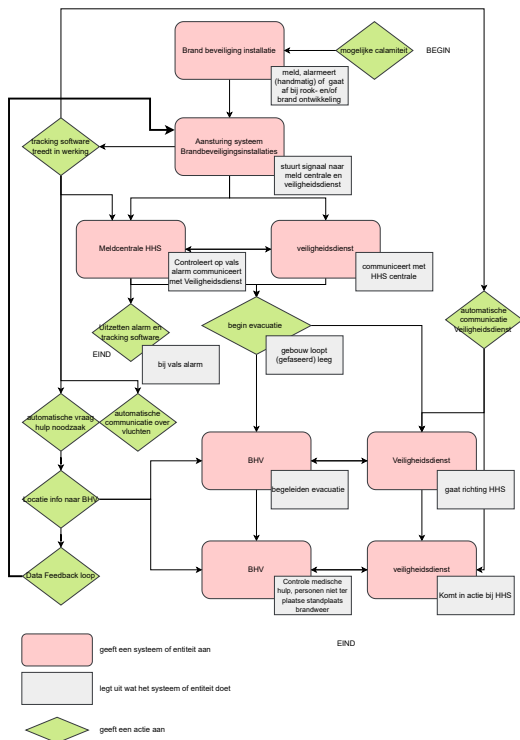 Brand beveiliging installatie
mogelijke calamiteit
BEGIN
meld, alarmeert
(handmatig) of gaat
af bij rook- en/of
brand ontwikkeling
tracking software
treedt in werking
Aansturing systeem
Brandbeveiligingsinstallaties
stuurt signaal naar
meld centrale en
veiligheidsdienst
Meldcentrale HHS
veiligheidsdienst
Controleert op vals
alarm communiceert
met Veiligheidsdienst
communiceert met
HHS centrale
Uitzetten alarm en
tracking software
EIND
bij vals alarm
begin evacuatie
gebouw loopt
(gefaseerd) leeg
automatische
communicatie
Veiligheidsdienst
automatische vraag
hulp noodzaak
automatische
communicatie over
vluchten
BHV
Veiligheidsdienst
begeleiden evacuatie
gaat richting HHS
Locatie info naar BHV
Data Feedback loop
BHV
veiligheidsdienst
Controle medische
hulp, personen niet ter
plaatse standplaats
brandweer
Komt in actie bij HHS
EIND
geeft een systeem of entiteit aan
legt uit wat het systeem of entiteit doet
geeft een actie aan